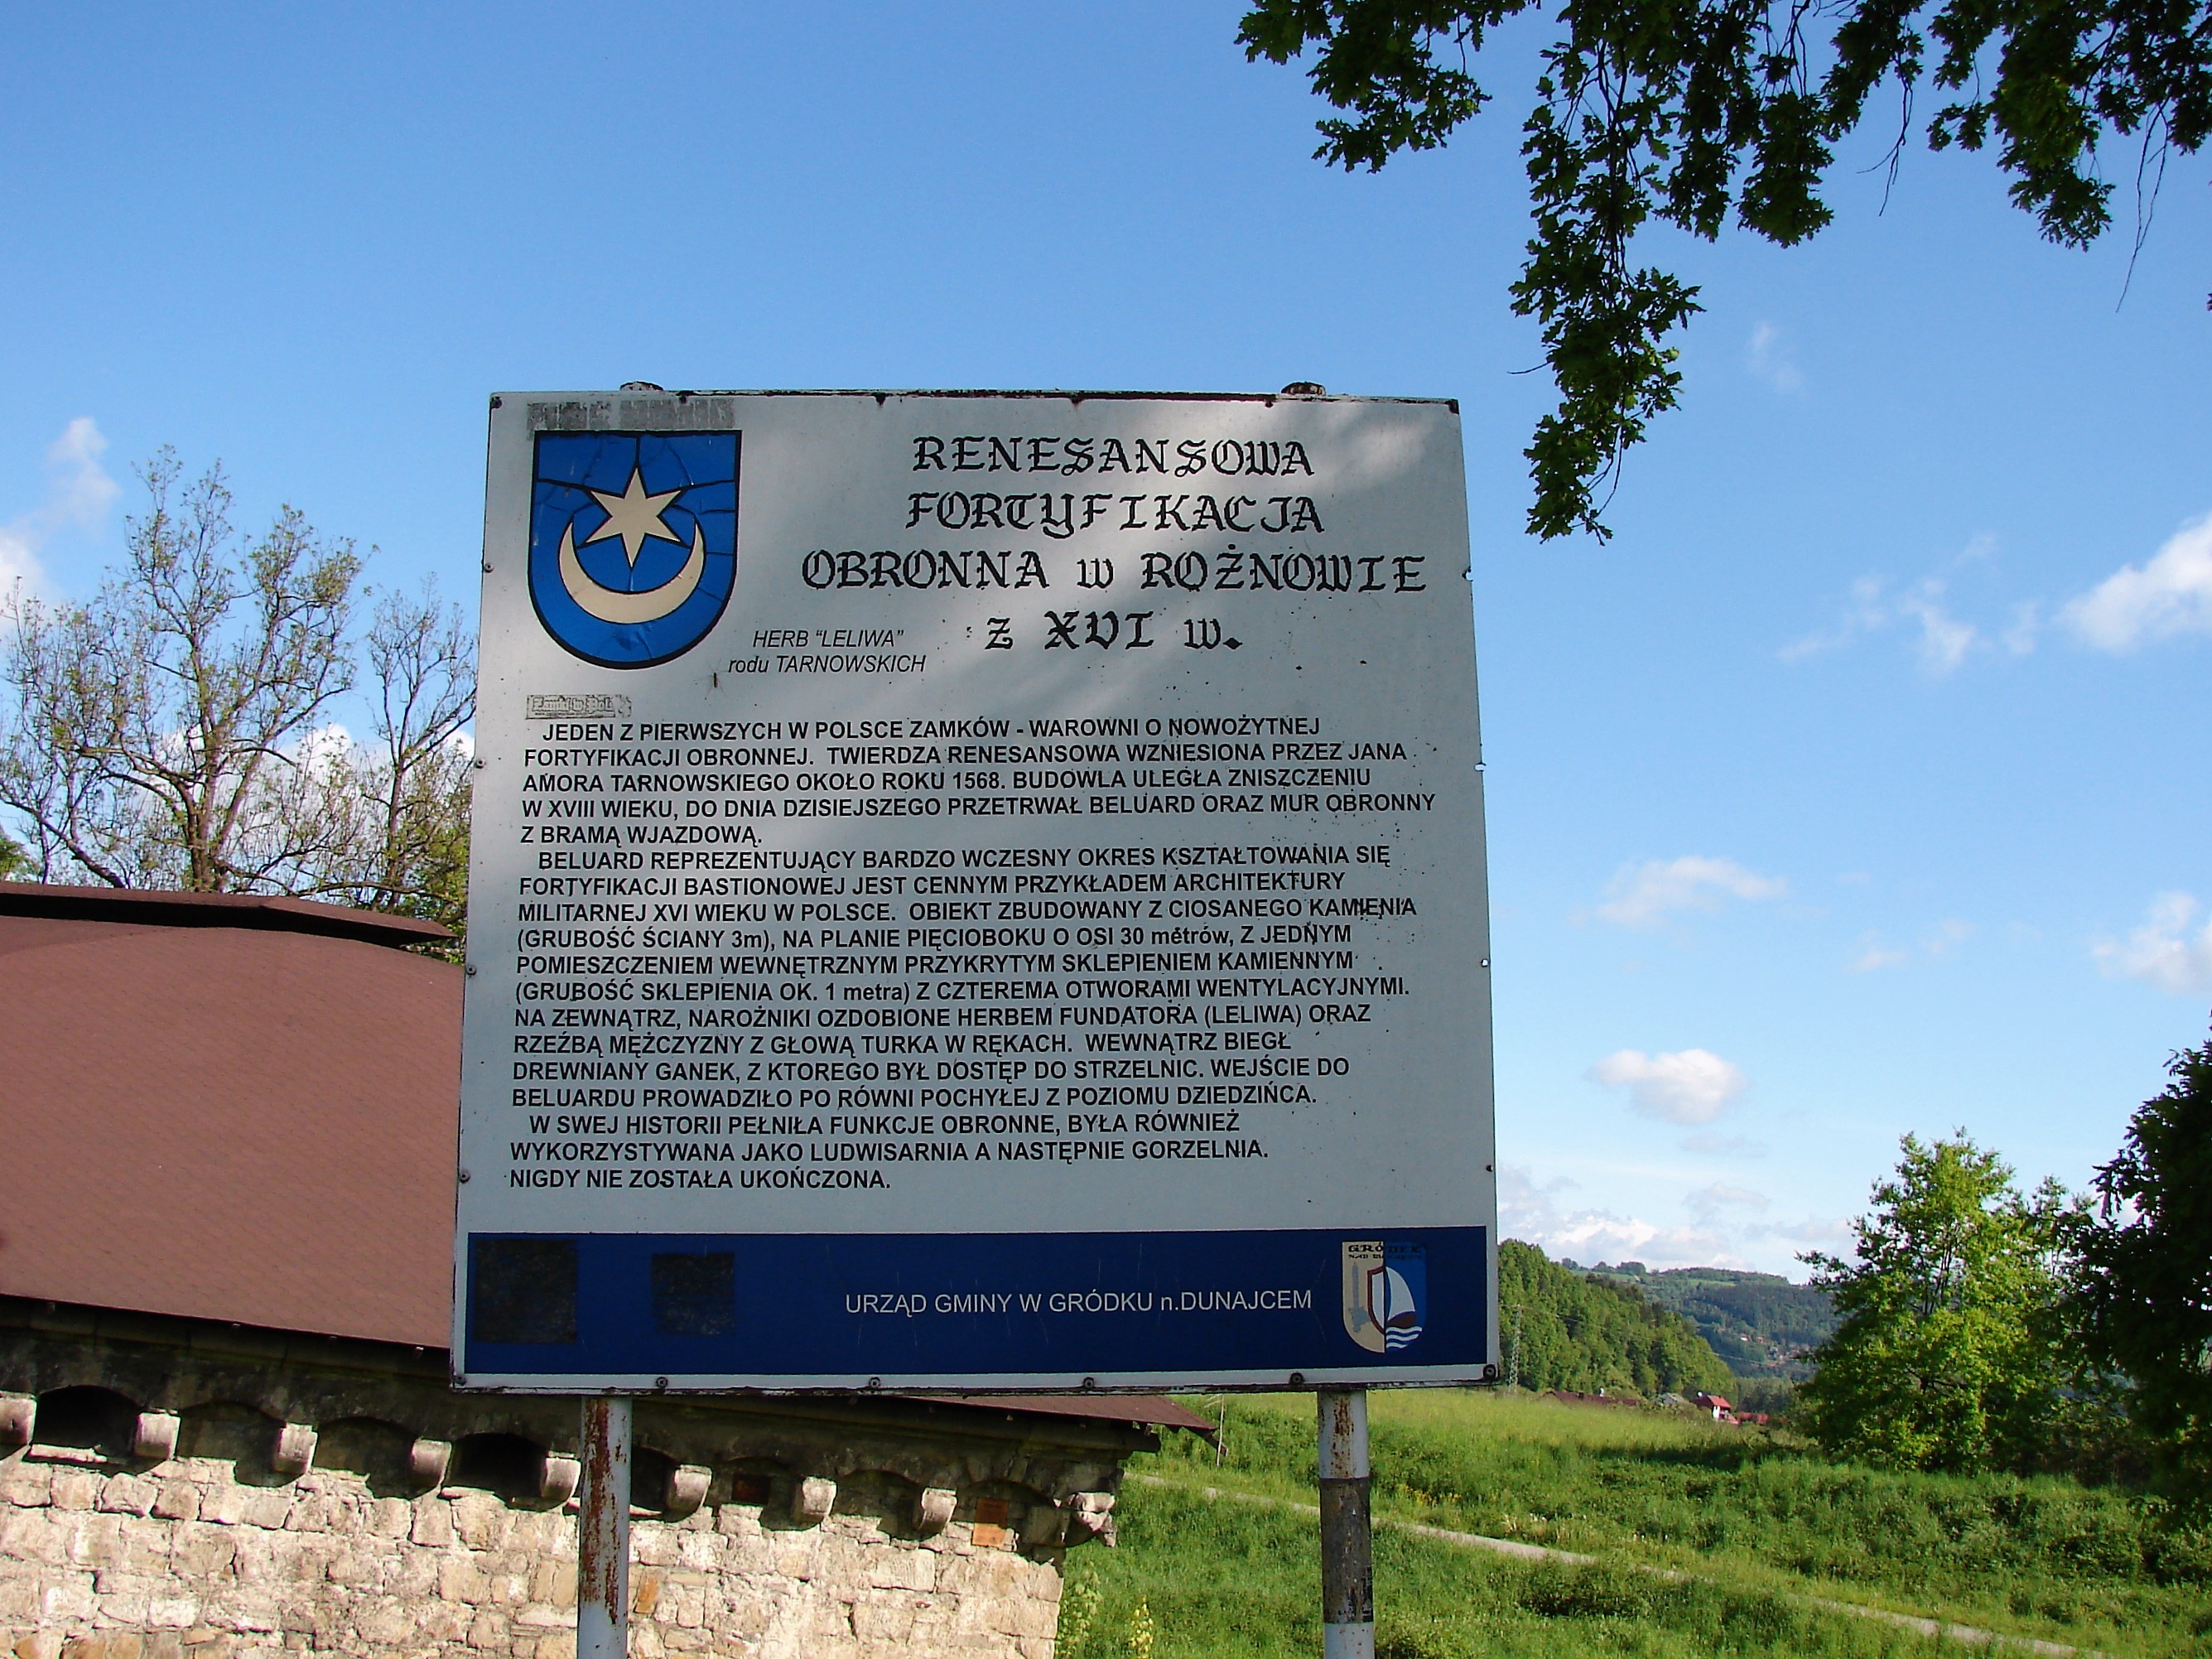 RENESANSOWA
FORTYFIKACJA
OBRONNA w ROŻNOWIE
z XVI w.
HERB “LELIWA”
rodu TARNOWSKICH
JEDEN Z PIERWSZYCH W POLSCE ZAMKÓW - WAROWNI O NOWOŻYTNEJ
FORTYFIKACJI OBRONNEJ. TWIERDZA RENESANSOWA WZNIESIONA PRZEZ JANA
AMORA TARNOWSKIEGO OKOŁO ROKU 1568. BUDOWLA ULEGŁA ZNISZCZENIU
W XVIII WIEKU, DO DNIA DZISIEJSZEGO PRZETRWAŁ BELUARD ORAZ MUR OBRONNY
Z BRAMĄ WJAZDOWĄ.
BELUARD REPREZENTUJĄCY BARDZO WCZESNY OKRES KSZTAŁTOWANIA SIĘ
FORTYFIKACJI BASTIONOWEJ JEST CENNYM PRZYKŁADEM ARCHITEKTURY
MILITARNEJ XVI WIEKU W POLSCE. OBIEKT ZBUDOWANY Z CIOSANEGO KAMIENIA
(GRUBOŚĆ ŚCIANY 3m), NA PLANIE PIĘCIOBOKU O OSI 30 metrów, Z JEDNYM
POMIESZCZENIEM WEWNĘTRZNYM PRZYKRYTYM SKLEPIENIEM KAMIENNYM
(GRUBOŚĆ SKLEPIENIA OK. 1 metra) Z CZTEREMA OTWORAMI WENTYLACYJNYMI.
NA ZEWNĄTRZ, NAROŻNIKI OZDOBIONE HERBEM FUNDATORA (LELIWA) ORAZ
RZEŹBĄ MĘŻCZYZNY Z GŁOWĄ TURKA W RĘKACH. WEWNĄTRZ BIEGŁ
DREWNIANY GANEK, Z KTOREGO BYŁ DOSTĘP DO STRZELNIC. WEJŚCIE DO
BELUARDU PROWADZIŁO PO RÓWNI POCHYŁEJ Z POZIOMU DZIEDZIŃCA.
W SWEJ HISTORII PEŁNIŁA FUNKCJE OBRONNE, BYŁA RÓWNIEŻ
WYKORZYSTYWANA JAKO LUDWISARNIA A NASTĘPNIE GORZELNIA.
NIGDY NIE ZOSTAŁA UKOŃCZONA.
URZĄD GMINY W GRÓDKU n.DUNAJCEM
GRÓDEK